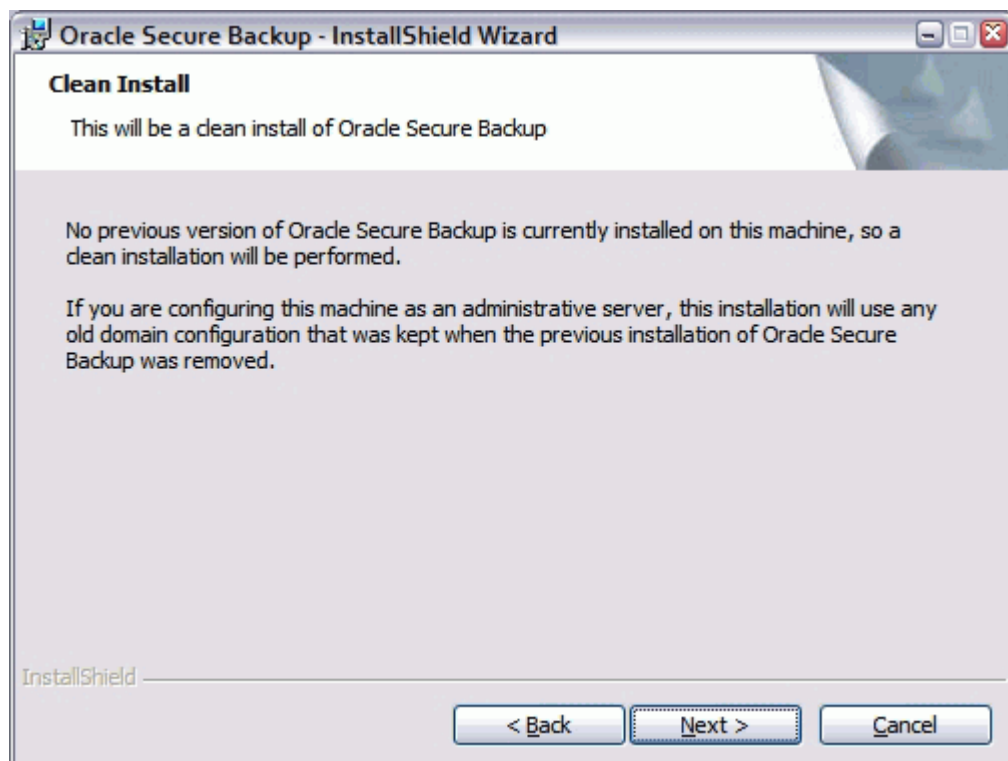 Oracle Secure Backup - InstallShield Wizard
Clean Install
This will be a clean install of Oracle Secure Backup
No previous version of Oracle Secure Backup is currently installed on this machine, so a
clean installation will be performed.
If you are configuring this machine as an administrative server, this installation will use any
old domain configuration that was kept when the previous installation of Oracle Secure
Backup was removed.
InstallShield
< Back
Next >
Cancel